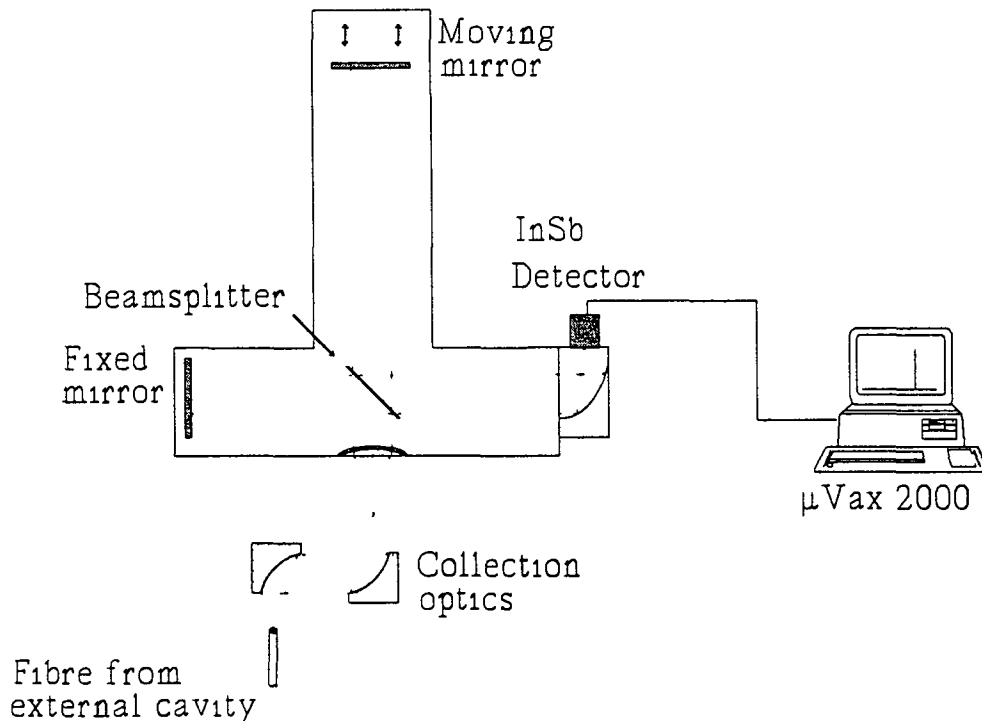 Moving
mirror
InSb
Detector
Beamsplitter
Fixed
mirror
μVax 2000
Collection
optics
Fibre from
external cavity